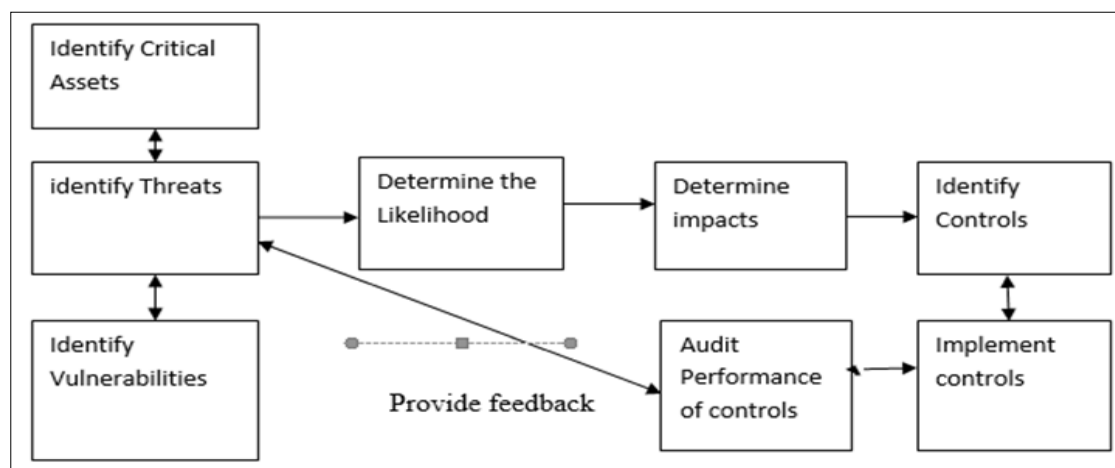 Identify Critical
Assets
identify Threats
Determine the
Likelihood
Determine
impacts
Identify
Controls
Identify
Vulnerabilities
Provide feedback
Audit
Performance
of controls
Implement
controls